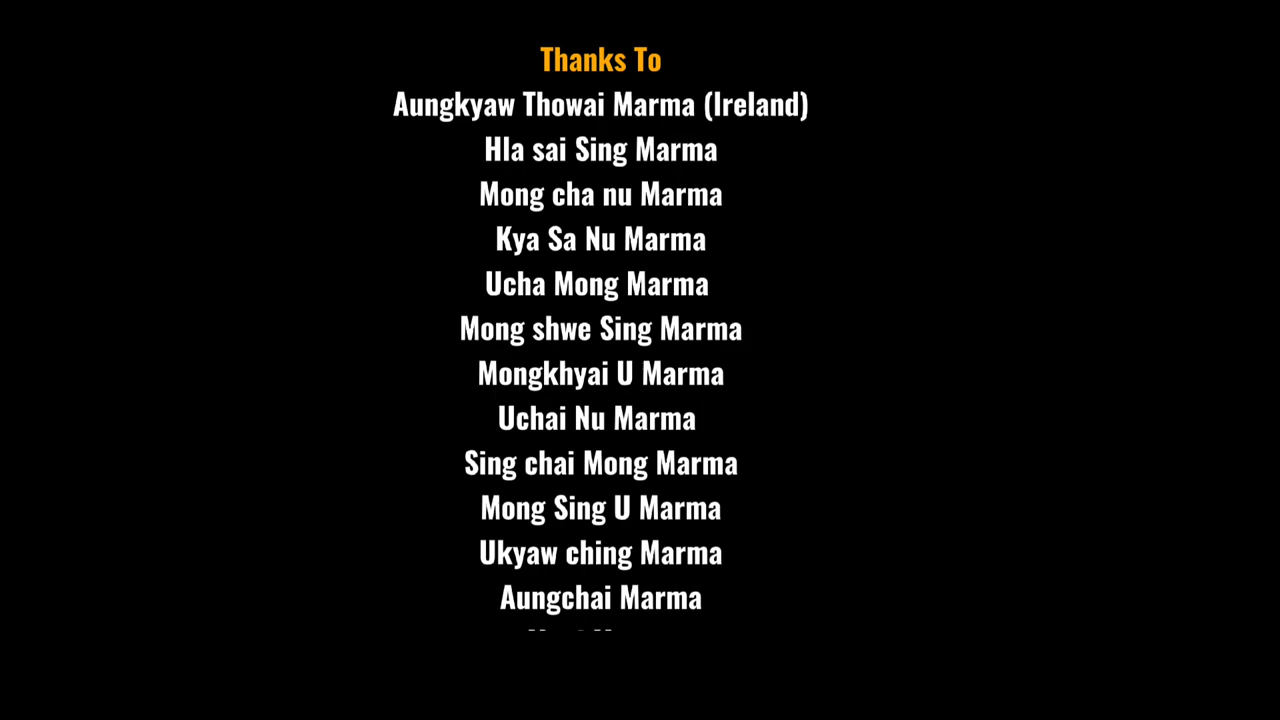 Thanks To
Aungkyaw Thowai Marma (Ireland)
Hla sai Sing Marma
Mong cha nu Marma
Kya Sa Nu Marma
Ucha Mong Marma
Mong shwe Sing Marma
Mongkhyai U Marma
Uchai Nu Marma
Sing chai Mong Marma
Mong Sing U Marma
Ukyaw ching Marma
Aungchai Marma